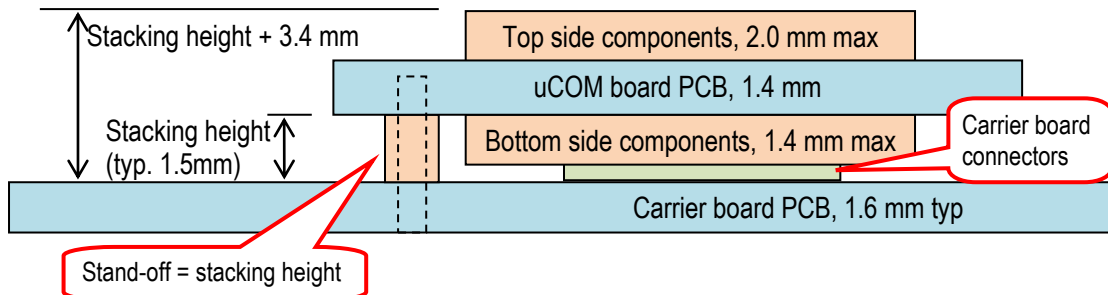 Stacking height + 3.4 mm
Top side components, 2.0 mm max
uCOM board PCB, 1.4 mm
Stacking height
(typ. 1.5mm)
Bottom side components, 1.4 mm max
Carrier board
connectors
Carrier board PCB, 1.6 mm typ
Stand-off = stacking height